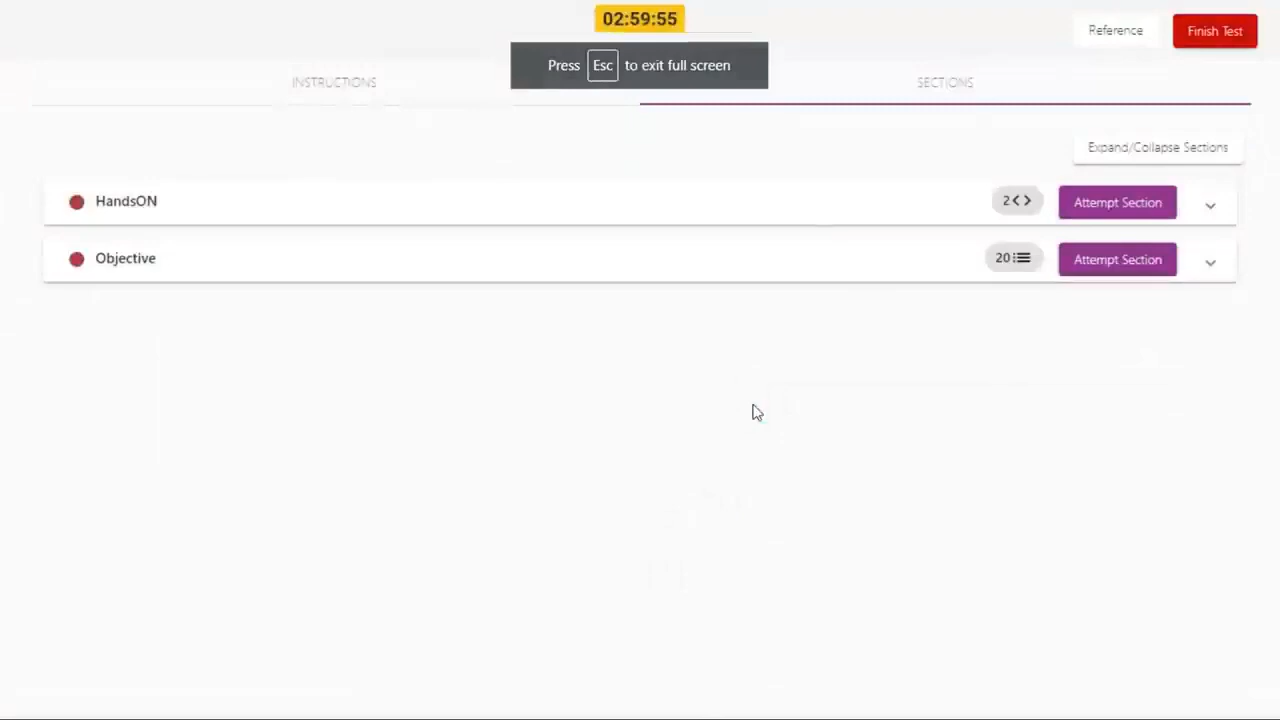 02:59:55
Reference
Finish Test
Press Esc to exit full screen
INSTRUCTIONS
SECTIONS
Expand/Collapse Sections
HandsON
2
Attempt Section
Objective
20
Attempt Section